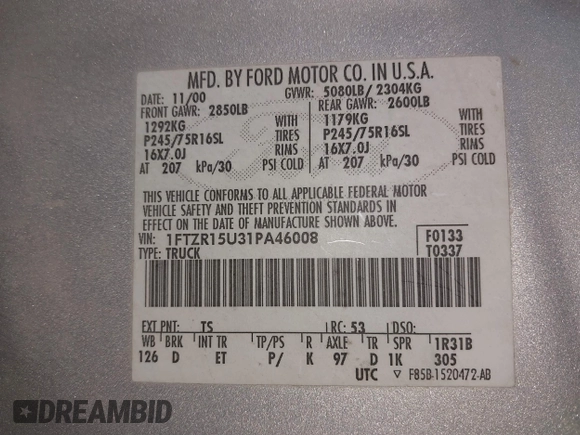 MFD. BY FORD MOTOR CO. IN U.S.A.
DATE: 11/00 GVWR: 5080LB/ 2304KG
FRONT GAWR: 2850LB REAR GAWR: 2600LB
1292KG WITH 1179KG WITH
P245/75R16SL TIRES P245/75R16SL TIRES
16X7.0J RIMS 16X7.0J RIMS
AT 207 kPa/30 PSI COLD AT 207 kPa/30 PSI COLD
THIS VEHICLE CONFORMS TO ALL APPLICABLE FEDERAL MOTOR
VEHICLE SAFETY AND THEFT PREVENTION STANDARDS IN
EFFECT ON THE DATE OF MANUFACTURE SHOWN ABOVE.
VIN: 1FTZR15U31PA46008 F0133
TYPE: TRUCK T0337
EXT PNT: TS RC: 53 DSO:
WB BRK INT TR TP/PS R AXLE TR SPR 1R31B
126 D ET P/ K 97 D 1K 305
UTC ▽ F85B-1520472-AB
DREAMBID